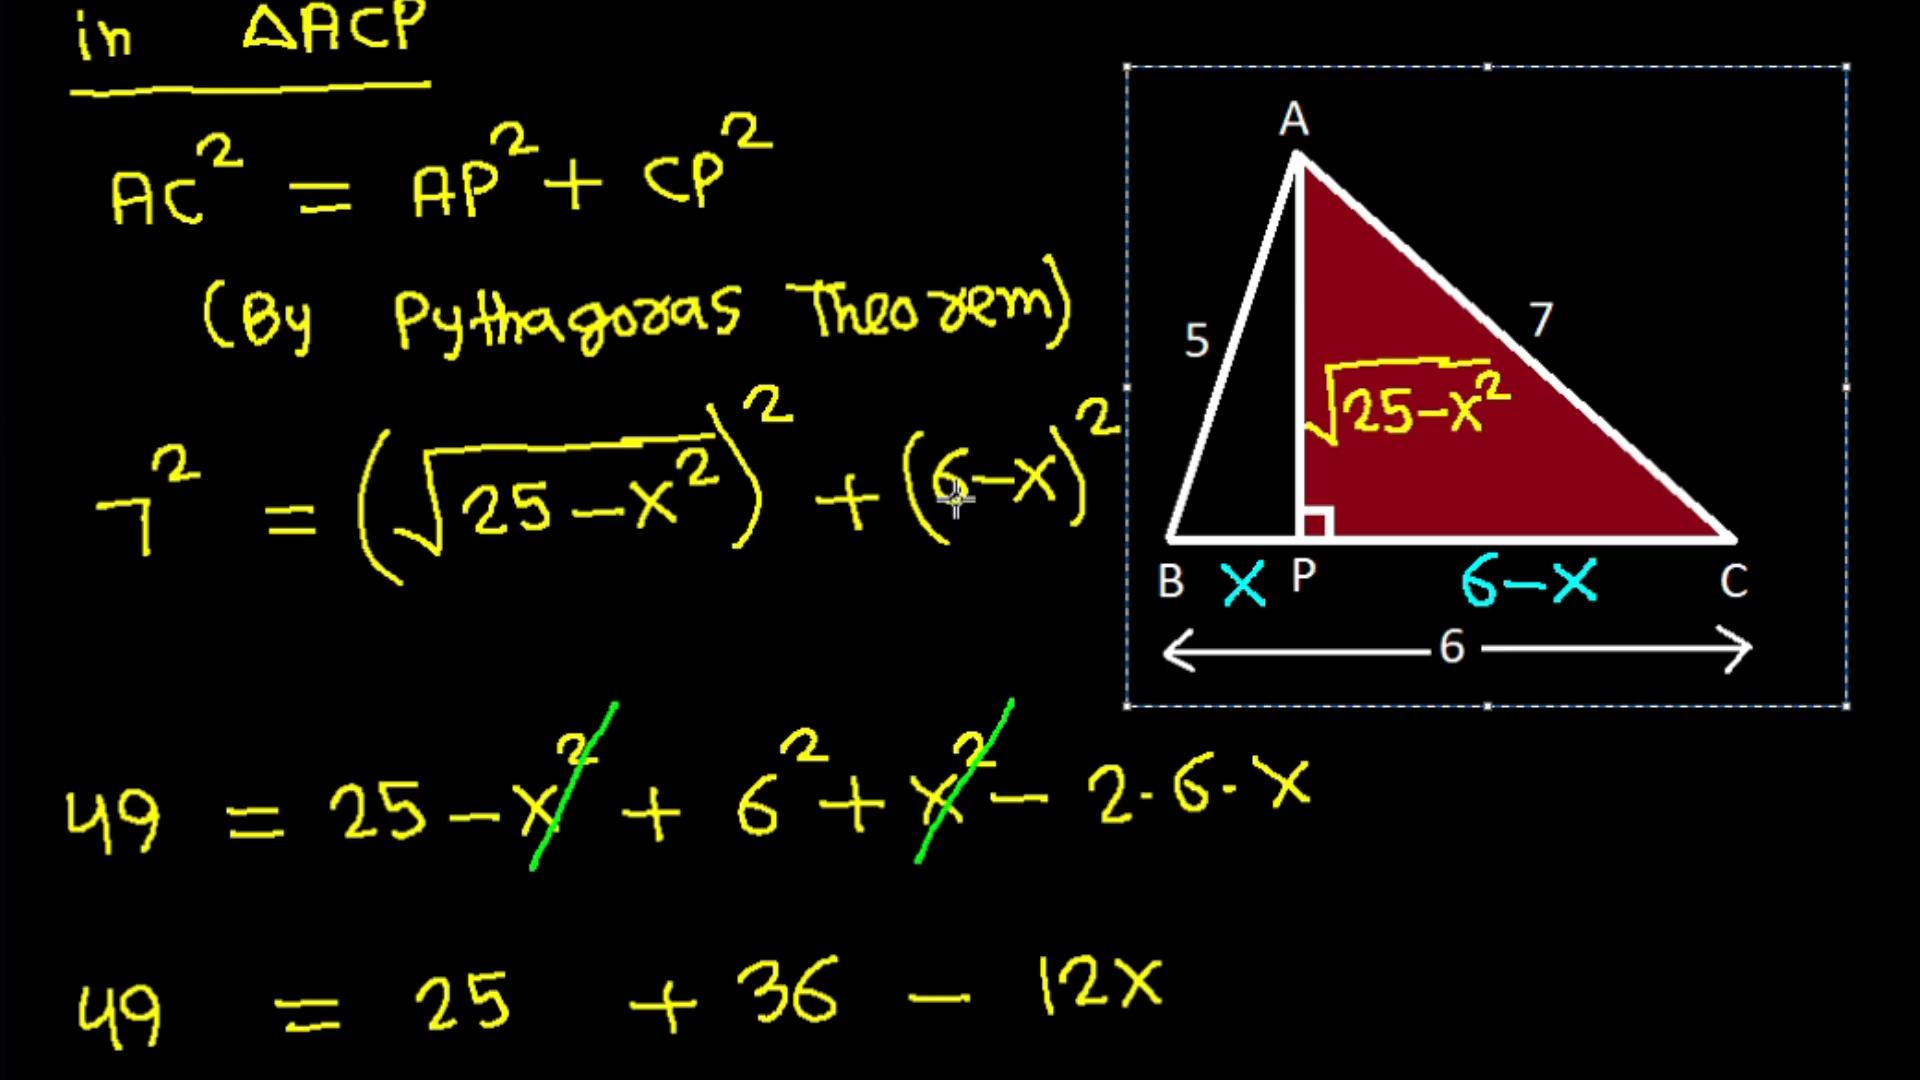 in ΔACP
AC² = AP² + CP²
(By Pythagoras Theorem)
7² = (√25-x²)² + (6-x)²
49 = 25 - x² + 6² + x² - 2·6·x
49 = 25 + 36 - 12x
A
5
7
√25-x²
B x P 6-x C
6